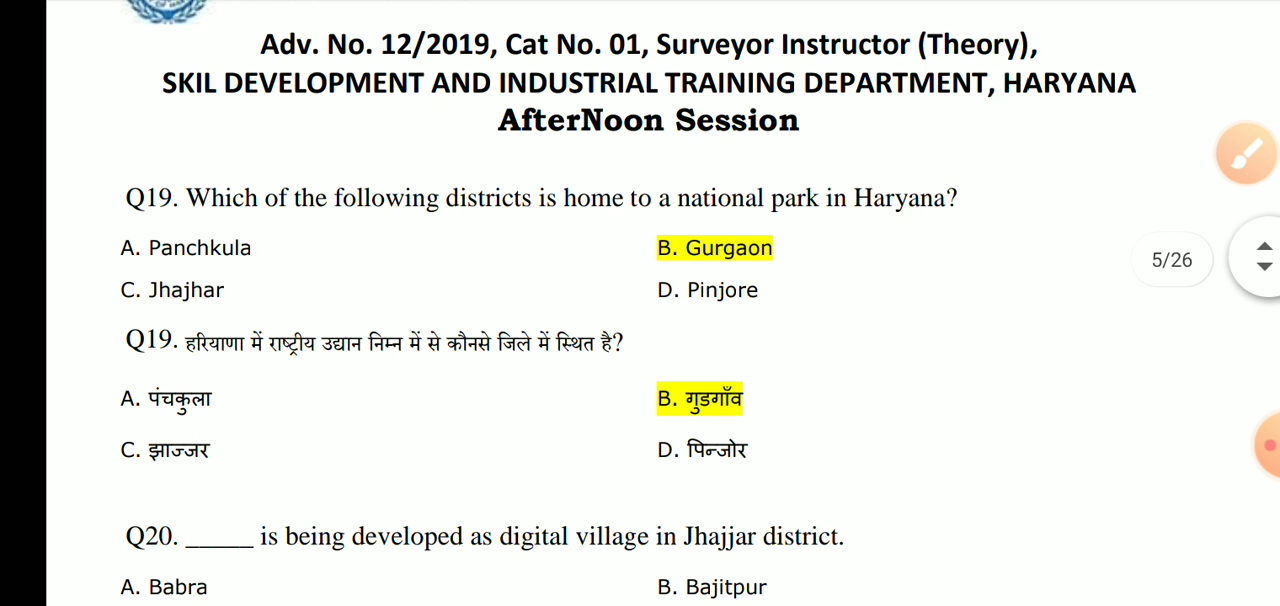 Adv. No. 12/2019, Cat No. 01, Surveyor Instructor (Theory),
SKIL DEVELOPMENT AND INDUSTRIAL TRAINING DEPARTMENT, HARYANA
AfterNoon Session
Q19. Which of the following districts is home to a national park in Haryana?
A. Panchkula B. Gurgaon
5/26
C. Jhajhar D. Pinjore
Q19. हरियाणा में राष्ट्रीय उद्यान निम्न में से कौनसे जिले में स्थित है?
A. पंचकुला B. गुडगाँव
C. झाज्जर D. पिन्जोर
Q20. _____ is being developed as digital village in Jhajjar district.
A. Babra B. Bajitpur